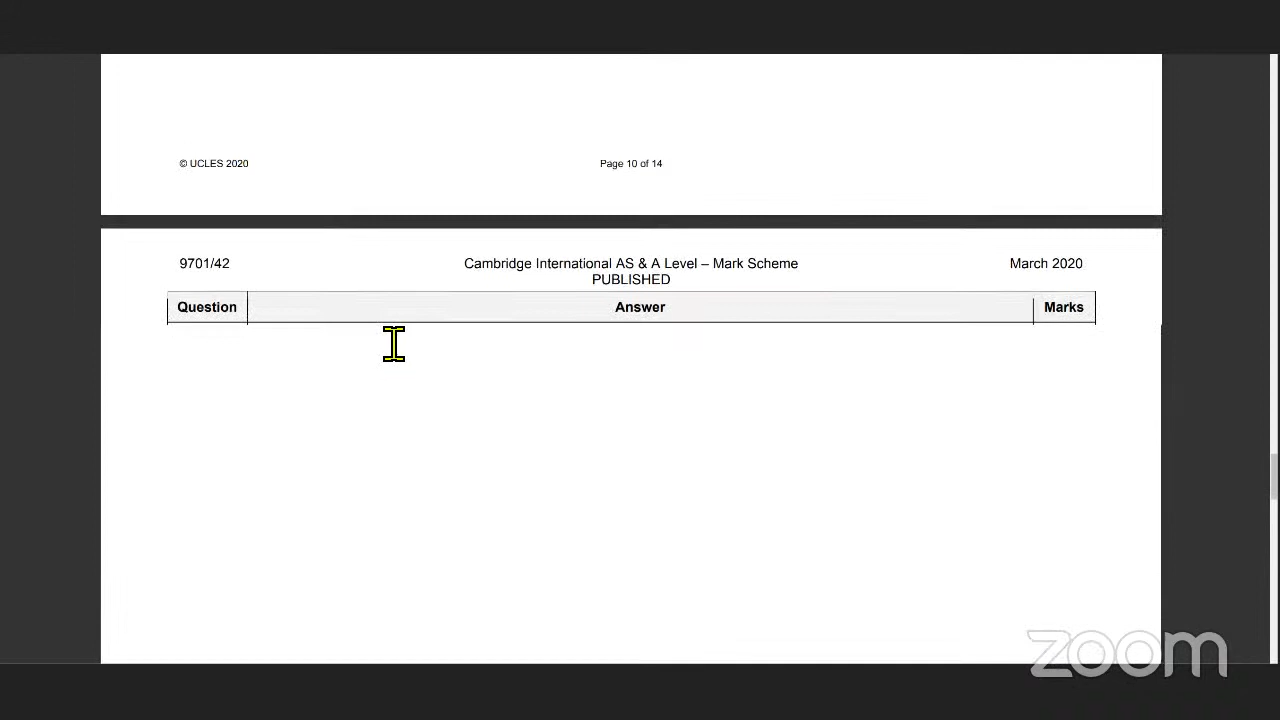 © UCLES 2020 Page 10 of 14
9701/42 Cambridge International AS & A Level – Mark Scheme March 2020
PUBLISHED
Question Answer Marks
zoom